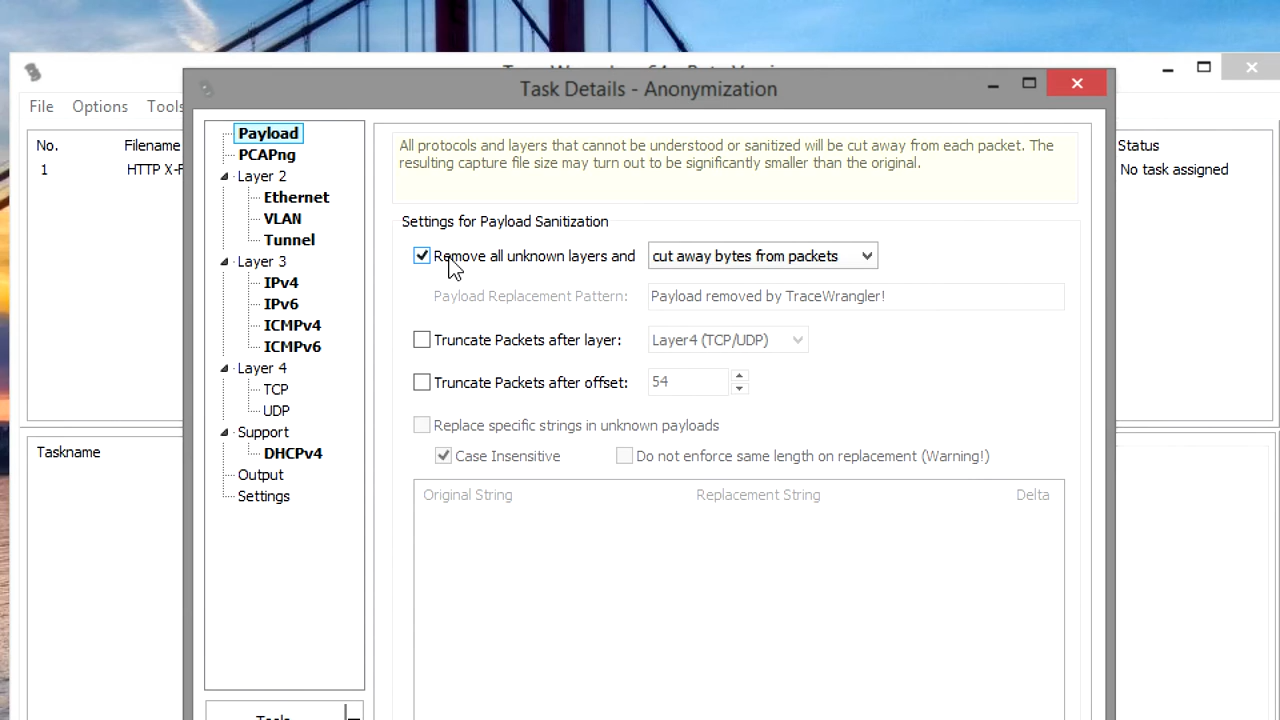 Task Details - Anonymization
File Options Tools
No. Filename
1
Status
No task assigned
Taskname
Payload
PCAPng
Layer 2
Ethernet
VLAN
Tunnel
Layer 3
IPv4
IPv6
ICMPv4
ICMPv6
Layer 4
TCP
UDP
Support
DHCPv4
Output
Settings
All protocols and layers that cannot be understood or sanitized will be cut away from each packet. The
resulting capture file size may turn out to be significantly smaller than the original.
Settings for Payload Sanitization
Remove all unknown layers and cut away bytes from packets
Payload Replacement Pattern: Payload removed by TraceWrangler!
Truncate Packets after layer: Layer4 (TCP/UDP)
Truncate Packets after offset: 54
Replace specific strings in unknown payloads
Case Insensitive Do not enforce same length on replacement (Warning!)
Original String Replacement String Delta